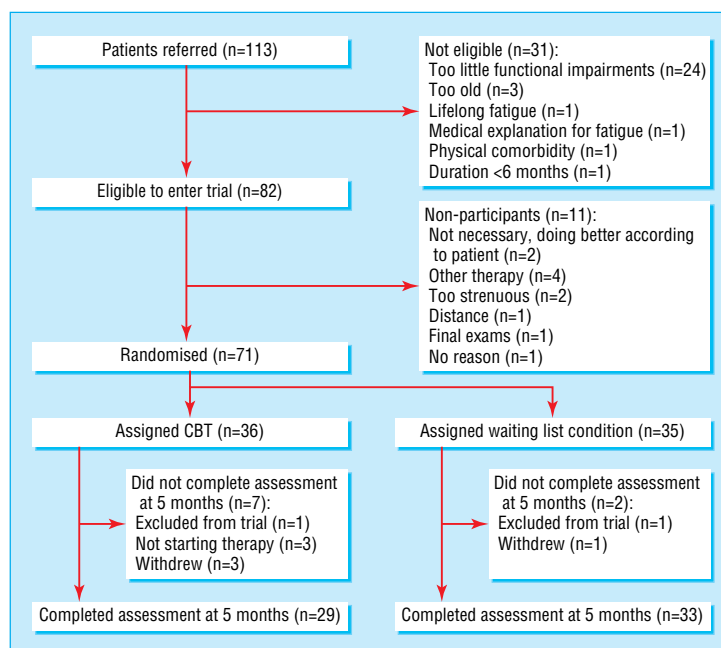 Patients referred (n=113)
Not eligible (n=31):
Too little functional impairments (n=24)
Too old (n=3)
Lifelong fatigue (n=1)
Medical explanation for fatigue (n=1)
Physical comorbidity (n=1)
Duration <6 months (n=1)
Eligible to enter trial (n=82)
Non-participants (n=11):
Not necessary, doing better according
to patient (n=2)
Other therapy (n=4)
Too strenuous (n=2)
Distance (n=1)
Final exams (n=1)
No reason (n=1)
Randomised (n=71)
Assigned CBT (n=36)
Assigned waiting list condition (n=35)
Did not complete assessment
at 5 months (n=7):
Excluded from trial (n=1)
Not starting therapy (n=3)
Withdrew (n=3)
Did not complete assessment
at 5 months (n=2):
Excluded from trial (n=1)
Withdrew (n=1)
Completed assessment at 5 months (n=29)
Completed assessment at 5 months (n=33)